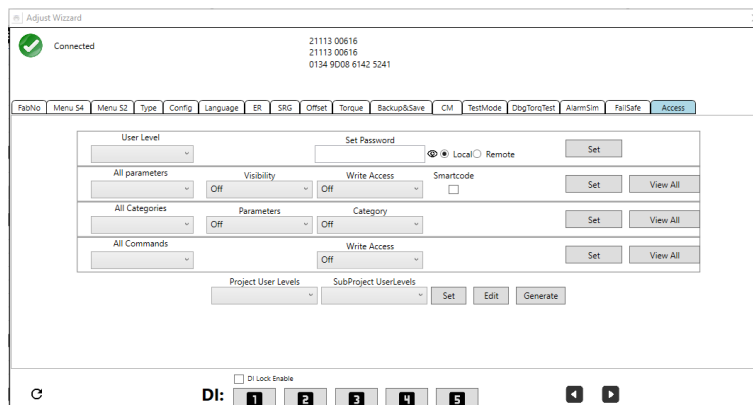 Adjust Wizzard
Connected
21113 00616
21113 00616
0134 9D08 6142 5241
FabNo Menu S4 Menu S2 Type Config Language ER SRG Offset Torque Backup&Save CM TestMode DbgTorqTest AlarmSim FailSafe Access
User Level Set Password
Local Remote Set
All parameters Visibility Write Access Smartcode
Off Off Set View All
All Categories Parameters Category
Off Off Set View All
All Commands Write Access
Off Set View All
Project User Levels SubProject UserLevels
Set Edit Generate
DI Lock Enable
DI: 1 2 3 4 5